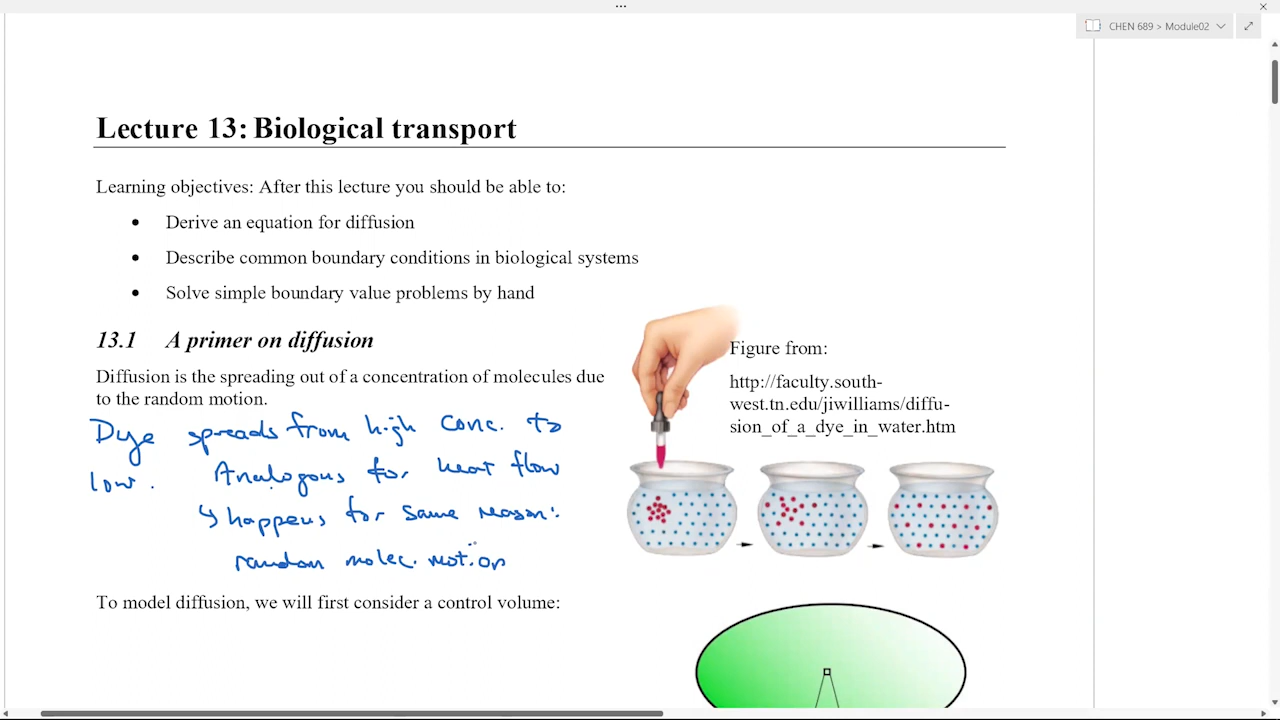 CHEN 689 > Module02
Lecture 13: Biological transport
Learning objectives: After this lecture you should be able to:
• Derive an equation for diffusion
• Describe common boundary conditions in biological systems
• Solve simple boundary value problems by hand
13.1 A primer on diffusion
Diffusion is the spreading out of a concentration of molecules due
to the random motion.
Dye spreads from high conc. to
low. Analogous for heat flow
↳ happens for same reason:
random molec. motion
Figure from:
http://faculty.south-
west.tn.edu/jiwilliams/diffu-
sion_of_a_dye_in_water.htm
To model diffusion, we will first consider a control volume: